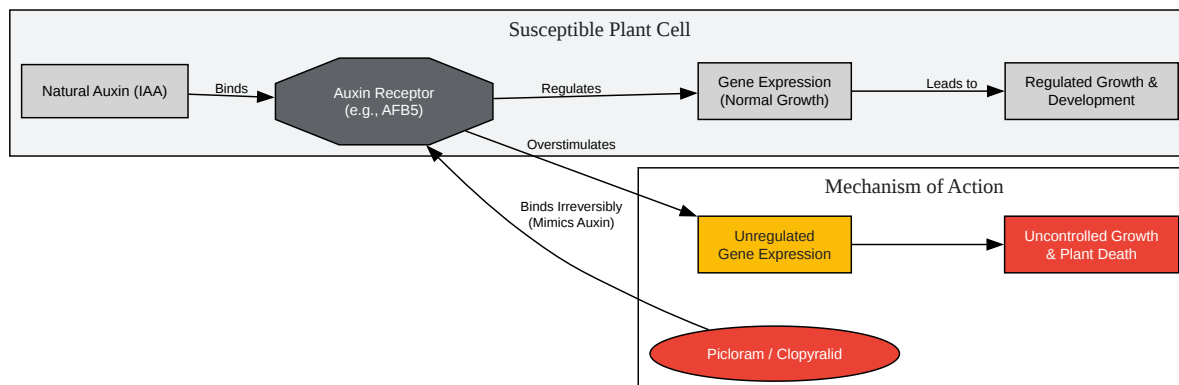 Susceptible Plant Cell
Natural Auxin (IAA)
Binds
Auxin Receptor
(e.g., AFB5)
Regulates
Gene Expression
(Normal Growth)
Leads to
Regulated Growth &
Development
Overstimulates
Mechanism of Action
Binds Irreversibly
(Mimics Auxin)
Unregulated
Gene Expression
Uncontrolled Growth
& Plant Death
Picloram / Clopyralid